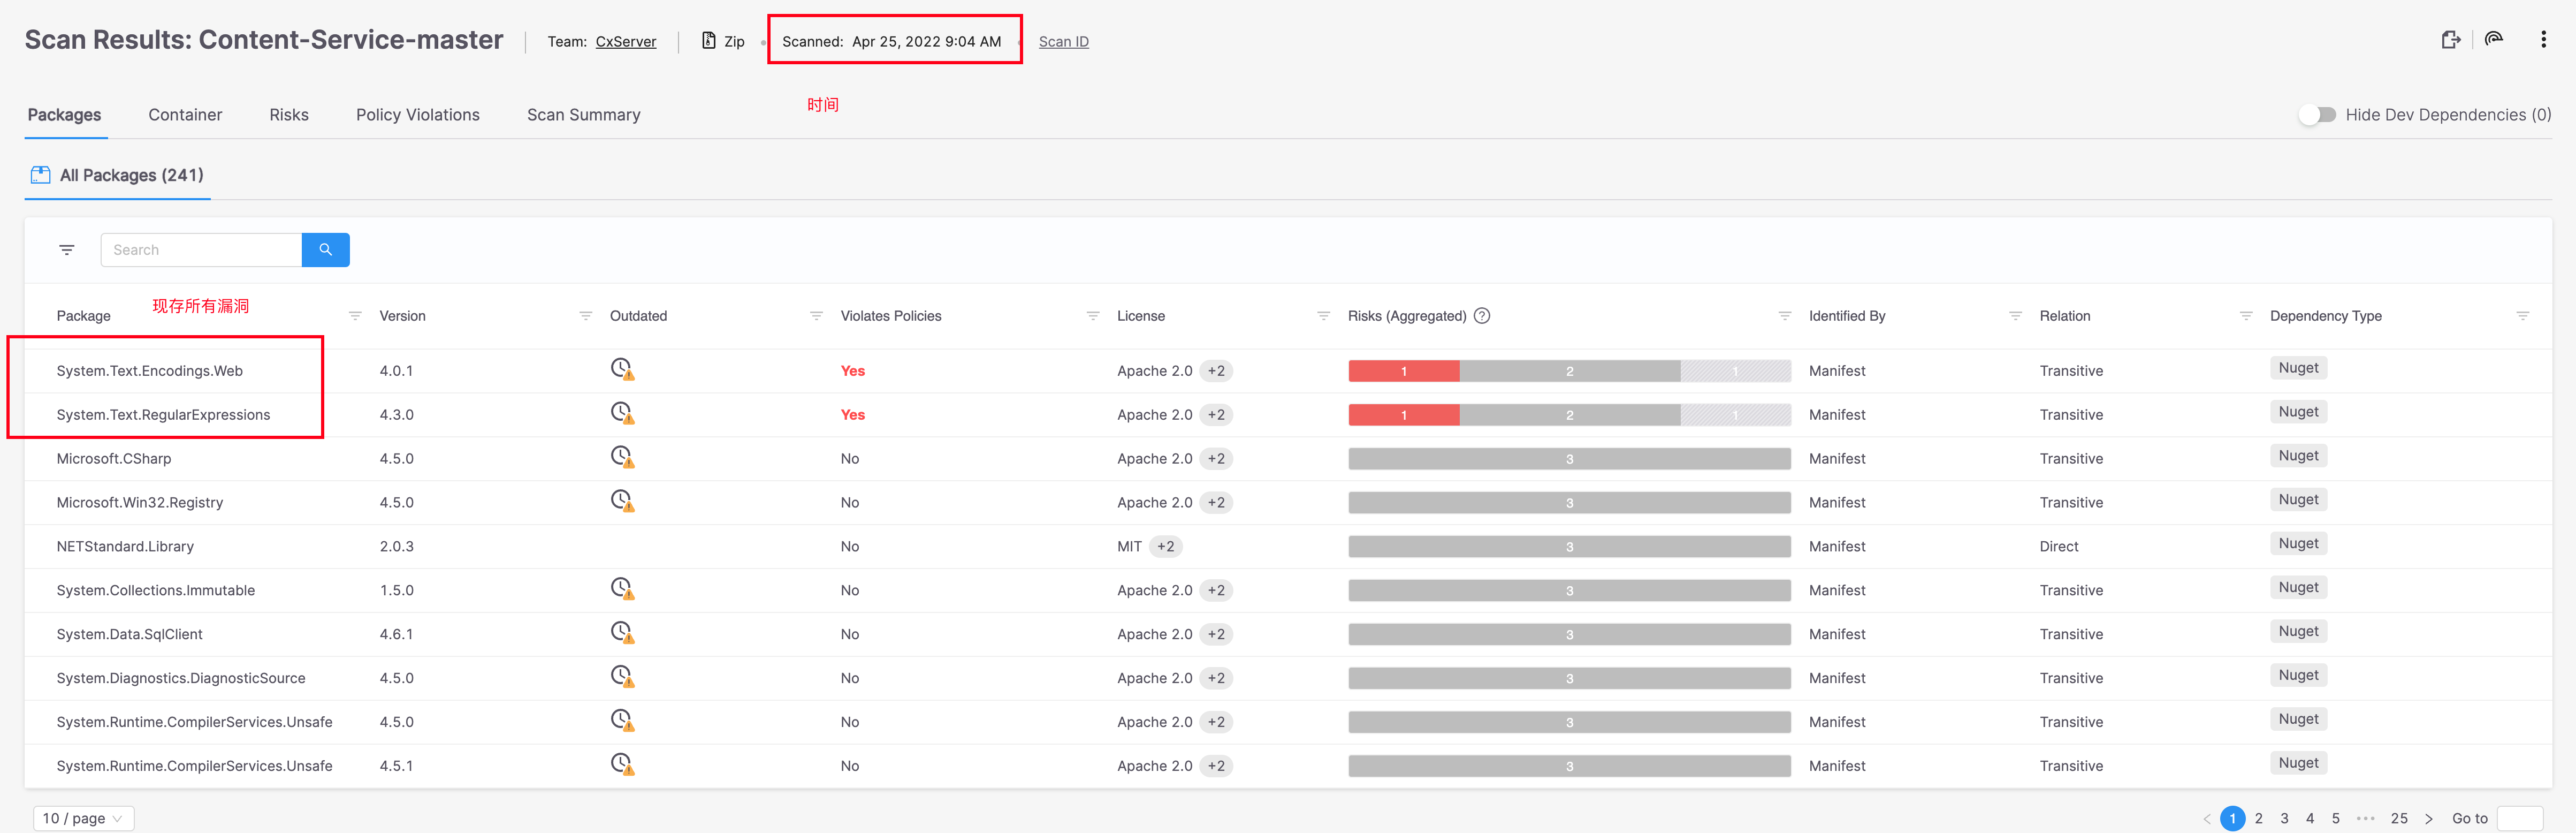 Scan Results: Content-Service-master Team: CxServer Zip Scanned: Apr 25, 2022 9:04 AM Scan ID
时间
Packages Container Risks Policy Violations Scan Summary Hide Dev Dependencies (0)
All Packages (241)
Search
现存所有漏洞
Package Version Outdated Violates Policies License Risks (Aggregated) ? Identified By Relation Dependency Type
System.Text.Encodings.Web 4.0.1 Yes Apache 2.0 +2 1 2 1 Manifest Transitive Nuget
System.Text.RegularExpressions 4.3.0 Yes Apache 2.0 +2 1 2 1 Manifest Transitive Nuget
Microsoft.CSharp 4.5.0 No Apache 2.0 +2 3 Manifest Transitive Nuget
Microsoft.Win32.Registry 4.5.0 No Apache 2.0 +2 3 Manifest Transitive Nuget
NETStandard.Library 2.0.3 No MIT +2 3 Manifest Direct Nuget
System.Collections.Immutable 1.5.0 No Apache 2.0 +2 3 Manifest Transitive Nuget
System.Data.SqlClient 4.6.1 No Apache 2.0 +2 3 Manifest Transitive Nuget
System.Diagnostics.DiagnosticSource 4.5.0 No Apache 2.0 +2 3 Manifest Transitive Nuget
System.Runtime.CompilerServices.Unsafe 4.5.0 No Apache 2.0 +2 3 Manifest Transitive Nuget
System.Runtime.CompilerServices.Unsafe 4.5.1 No Apache 2.0 +2 3 Manifest Transitive Nuget
10 / page < 1 2 3 4 5 ••• 25 > Go to